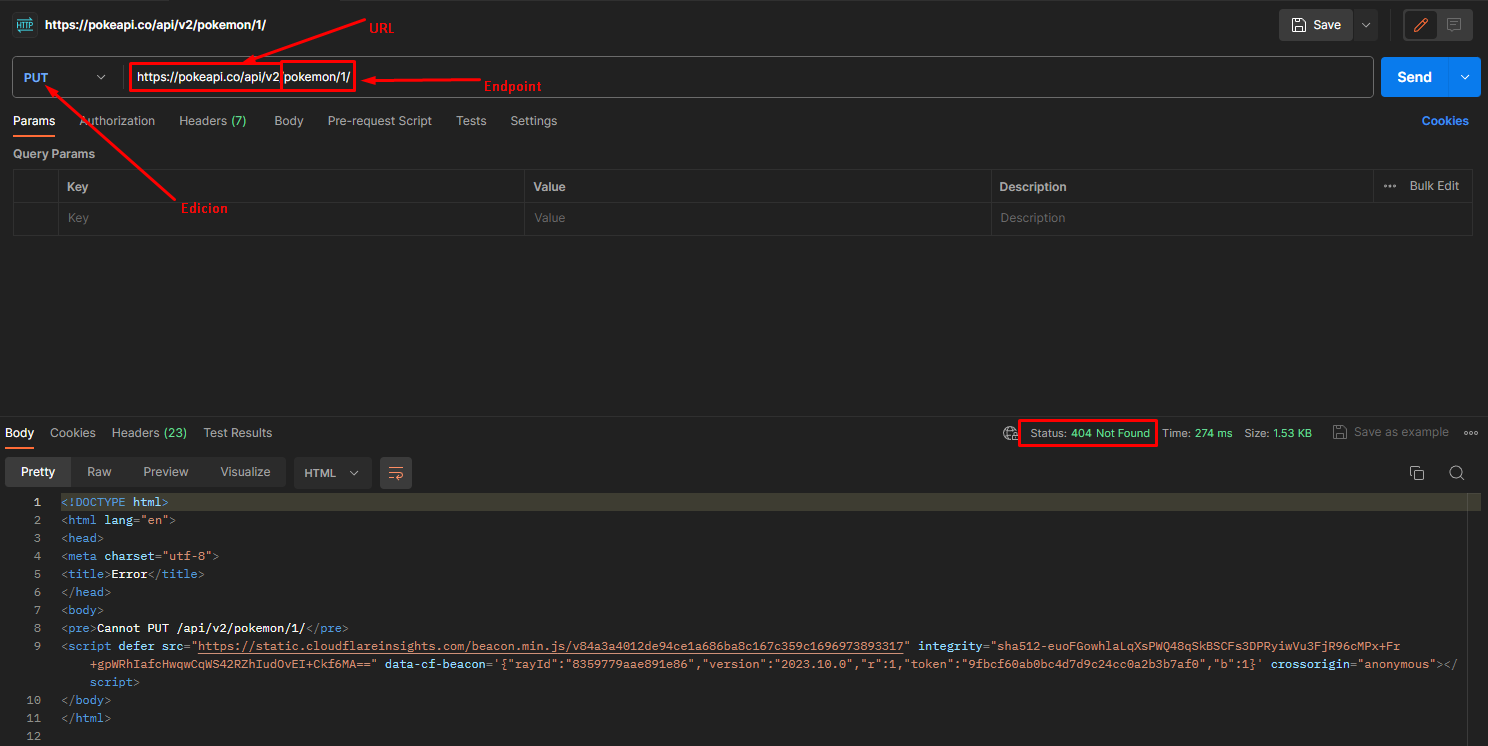 HTTP https://pokeapi.co/api/v2/pokemon/1/ Save
URL
PUT https://pokeapi.co/api/v2/pokemon/1/ Send
Endpoint
Params Authorization Headers (7) Body Pre-request Script Tests Settings Cookies
Query Params
Key Value Description ••• Bulk Edit
Edicion
Key Value Description
Body Cookies Headers (23) Test Results Status: 404 Not Found Time: 274 ms Size: 1.53 KB Save as example •••
Pretty Raw Preview Visualize HTML
1 <!DOCTYPE html>
2 <html lang="en">
3 <head>
4 <meta charset="utf-8">
5 <title>Error</title>
6 </head>
7 <body>
8 <pre>Cannot PUT /api/v2/pokemon/1/</pre>
9 <script defer src="https://static.cloudflareinsights.com/beacon.min.js/v84a3a4012de94ce1a686ba8c167c359c1696973893317" integrity="sha512-euoFGowhlaLqXsPWQ48qSkBSCFs3DPRyiwVu3FjR96cMPx+Fr
+gpWRhIafcHwqwCqWS42RZhIudOvEI+Ckf6MA==" data-cf-beacon='{"rayId":"8359779aae891e86","version":"2023.10.0","r":1,"token":"9fbcf60ab0bc4d7d9c24cc0a2b3b7af0","b":1}' crossorigin="anonymous"></
script>
10 </body>
11 </html>
12